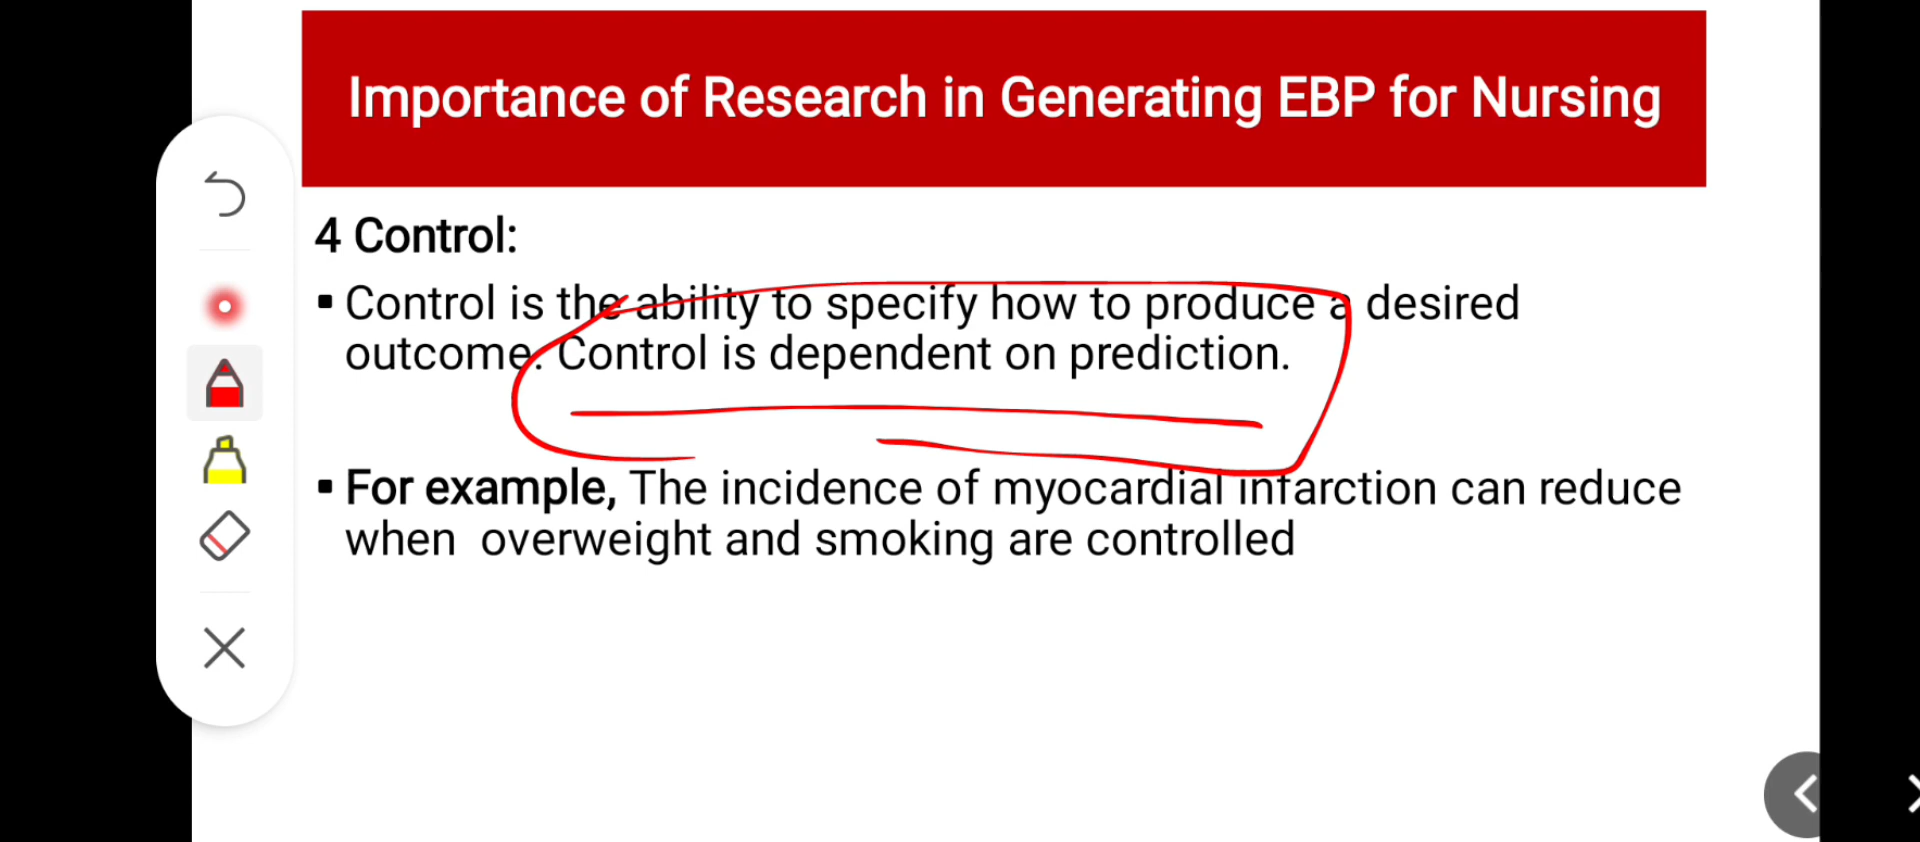 Importance of Research in Generating EBP for Nursing
4 Control:
▪ Control is the ability to specify how to produce a desired
outcome. Control is dependent on prediction.
▪ For example, The incidence of myocardial infarction can reduce
when overweight and smoking are controlled